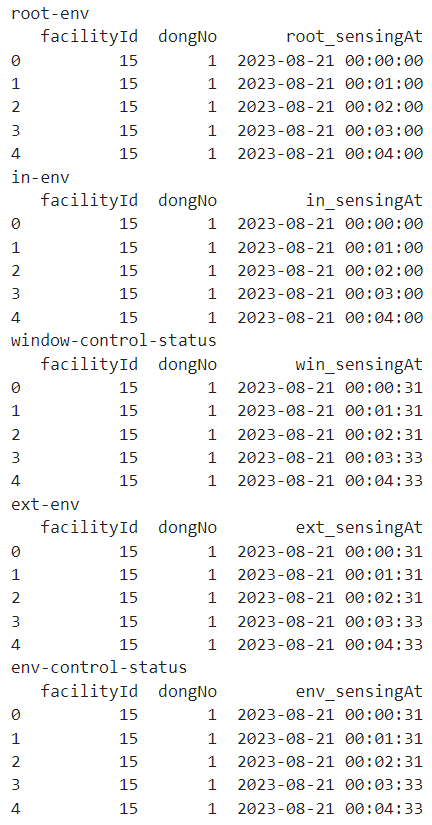 root-env
facilityId dongNo root_sensingAt
0 15 1 2023-08-21 00:00:00
1 15 1 2023-08-21 00:01:00
2 15 1 2023-08-21 00:02:00
3 15 1 2023-08-21 00:03:00
4 15 1 2023-08-21 00:04:00
in-env
facilityId dongNo in_sensingAt
0 15 1 2023-08-21 00:00:00
1 15 1 2023-08-21 00:01:00
2 15 1 2023-08-21 00:02:00
3 15 1 2023-08-21 00:03:00
4 15 1 2023-08-21 00:04:00
window-control-status
facilityId dongNo win_sensingAt
0 15 1 2023-08-21 00:00:31
1 15 1 2023-08-21 00:01:31
2 15 1 2023-08-21 00:02:31
3 15 1 2023-08-21 00:03:33
4 15 1 2023-08-21 00:04:33
ext-env
facilityId dongNo ext_sensingAt
0 15 1 2023-08-21 00:00:31
1 15 1 2023-08-21 00:01:31
2 15 1 2023-08-21 00:02:31
3 15 1 2023-08-21 00:03:33
4 15 1 2023-08-21 00:04:33
env-control-status
facilityId dongNo env_sensingAt
0 15 1 2023-08-21 00:00:31
1 15 1 2023-08-21 00:01:31
2 15 1 2023-08-21 00:02:31
3 15 1 2023-08-21 00:03:33
4 15 1 2023-08-21 00:04:33